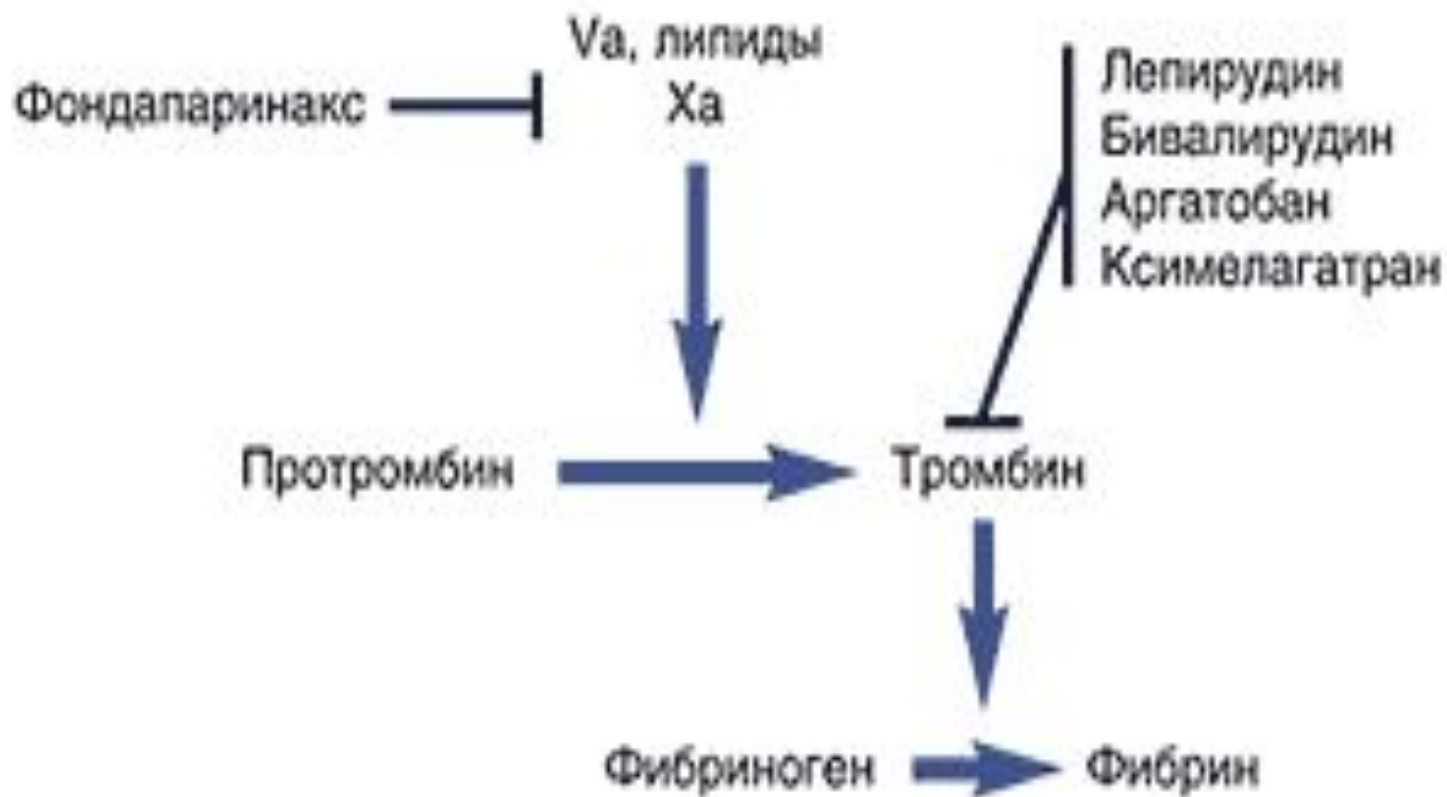 Va, липиды
Xa
Фондапаринакс
Лепирудин
Бивалирудин
Аргатобан
Ксимелагатран
Протромбин
Тромбин
Фибриноген
Фибрин